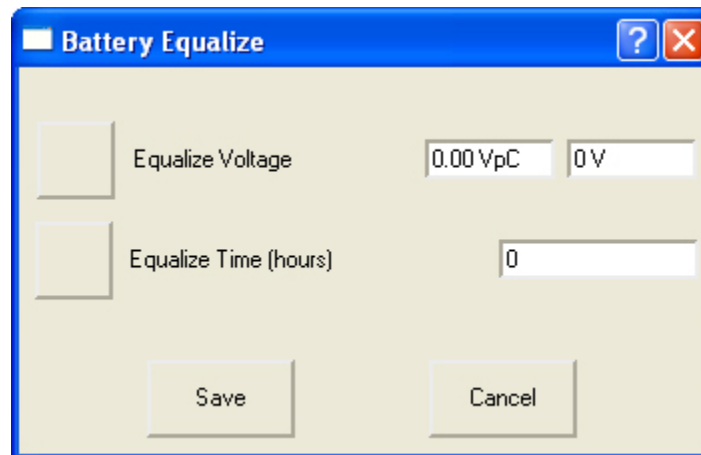 Battery Equalize
Equalize Voltage 0.00 VpC 0 V
Equalize Time (hours) 0
Save Cancel